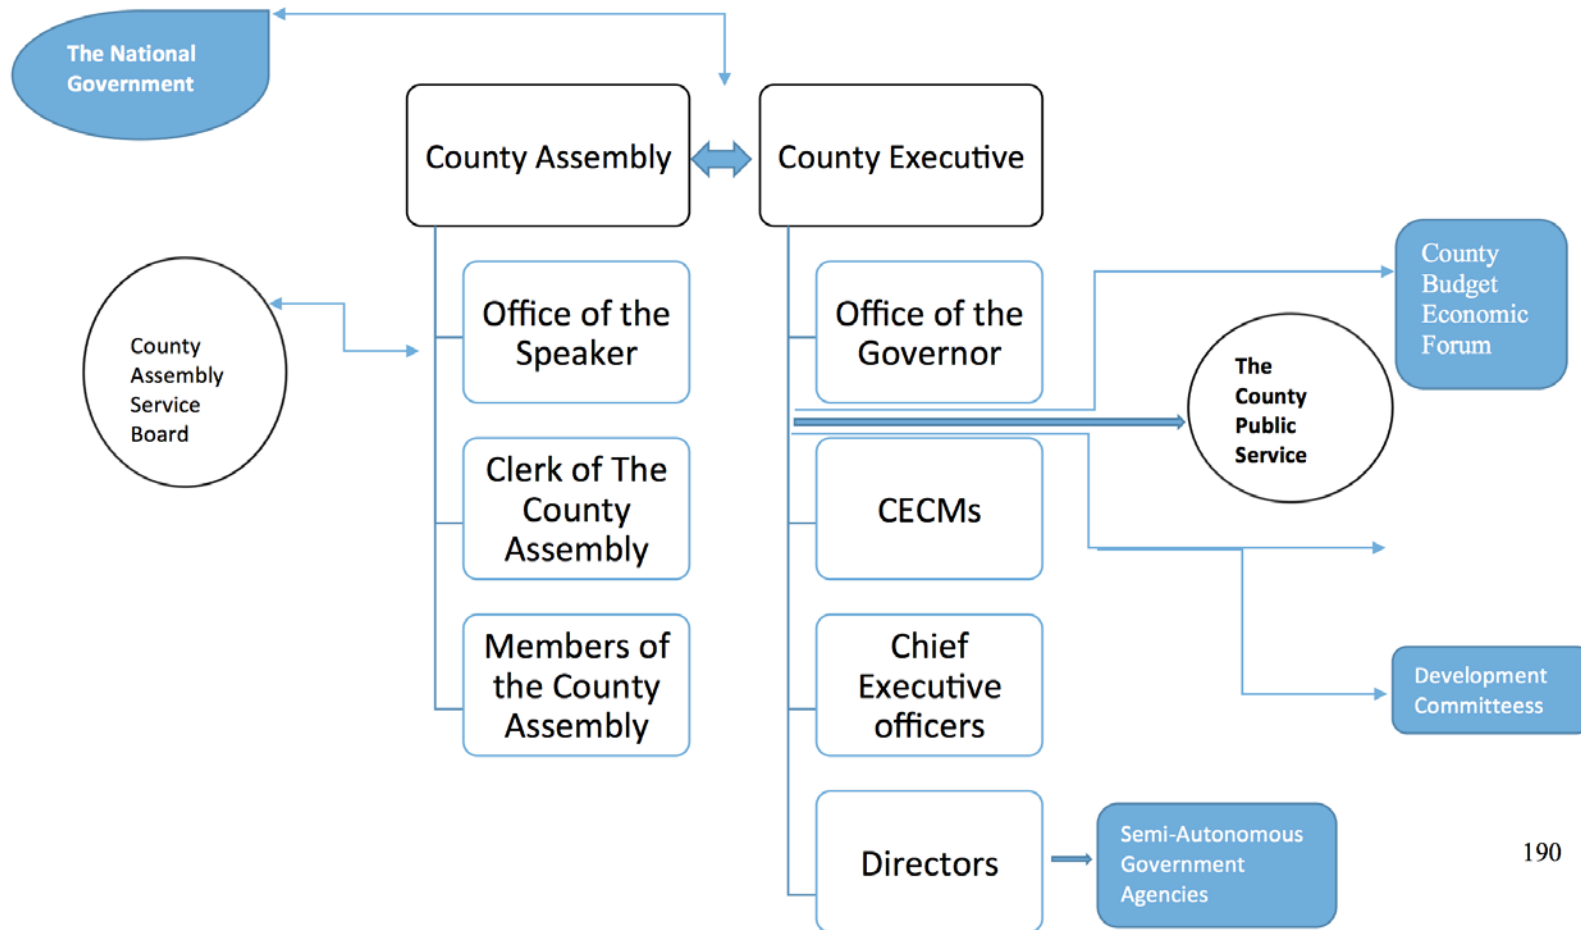 The National
Government
County Assembly
County Executive
County
Assembly
Service
Board
Office of the
Speaker
Clerk of The
County
Assembly
Members of
the County
Assembly
Office of the
Governor
CECMs
Chief
Executive
officers
Directors
County
Budget
Economic
Forum
The
County
Public
Service
Development
Committeess
Semi-Autonomous
Government
Agencies
190